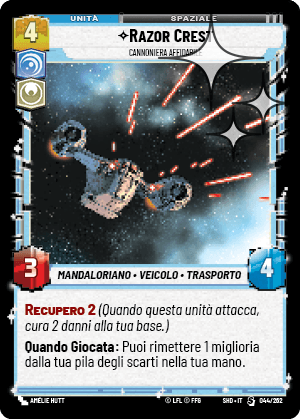 UNITÀ SPAZIALE
4
✧RAZOR CREST
CANNONIERA AFFIDABILE
3
MANDALORIANO • VEICOLO • TRASPORTO
4
RECUPERO 2 (Quando questa unità attacca,
cura 2 danni alla tua base.)
Quando Giocata: Puoi rimettere 1 miglioria
dalla tua pila degli scarti nella tua mano.
AMÉLIE HUTT
© LFL © FFG
SHD • IT
044/262